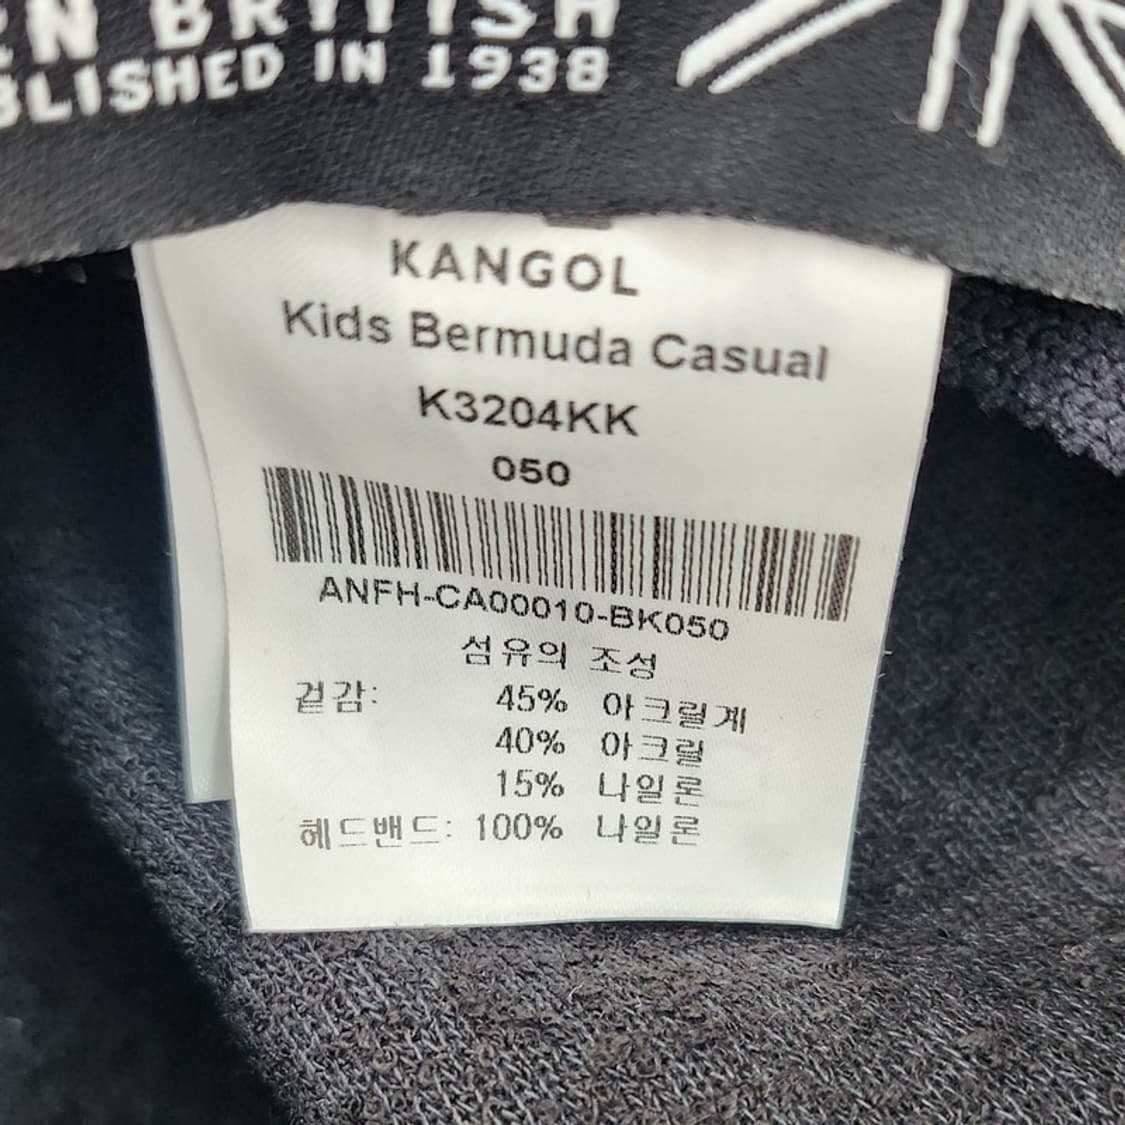 BRITISH
IN 1938
KANGOL
Kids Bermuda Casual
K3204KK
050
ANFH-CA00010-BK050
섬유의 조성
겉감: 45% 아크릴계
40% 아크릴
15% 나일론
헤드밴드: 100% 나일론